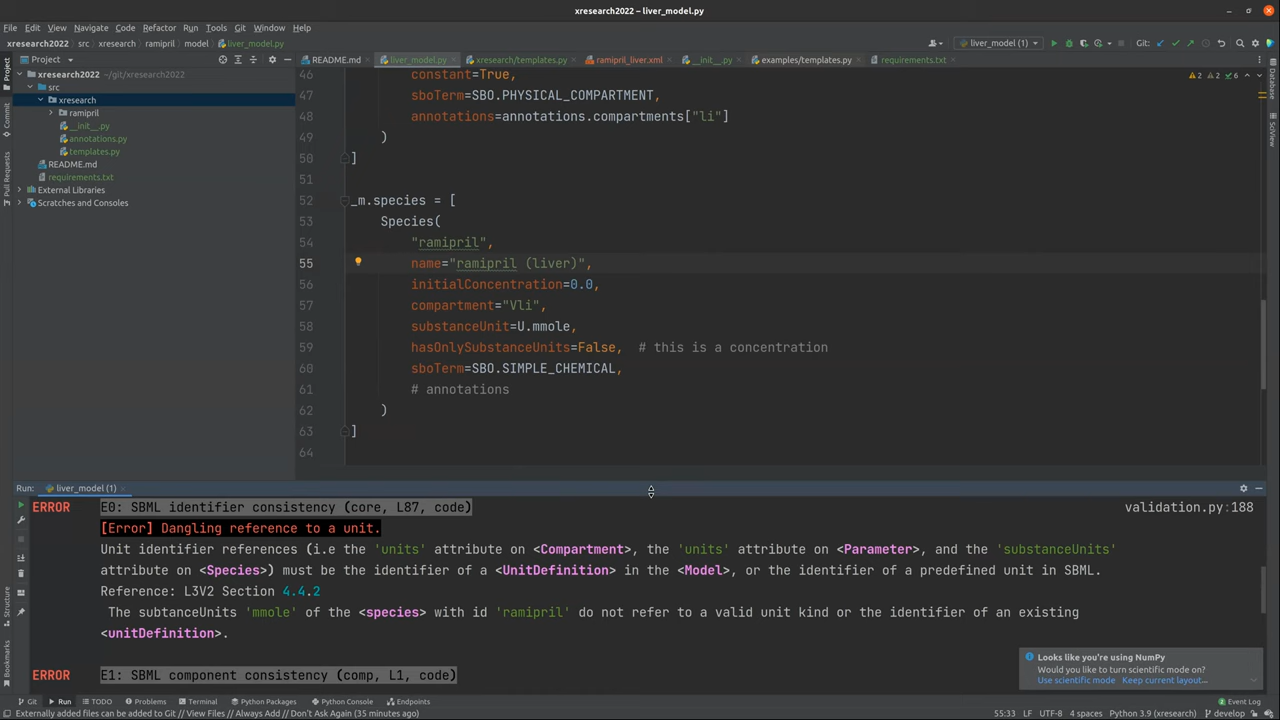 xresearch2022 – liver_model.py
File Edit View Navigate Code Refactor Run Tools Git Window Help
xresearch2022 src xresearch ramipril model liver_model.py liver_model (1) Git:
Project README.md liver_model.py xresearch/templates.py ramipril_liver.xml __init__.py examples/templates.py requirements.txt
xresearch2022 ~/git/xresearch2022
src
xresearch
ramipril
__init__.py
annotations.py
templates.py
README.md
requirements.txt
External Libraries
Scratches and Consoles
Project
Commit
Pull Requests
Structure
Bookmarks
Database
SciView
2 2 6
46 constant=True,
47 sboTerm=SBO.PHYSICAL_COMPARTMENT,
48 annotations=annotations.compartments["li"]
49 )
50 ]
51
52 _m.species = [
53 Species(
54 "ramipril",
55 name="ramipril (liver)",
56 initialConcentration=0.0,
57 compartment="Vli",
58 substanceUnit=U.mmole,
59 hasOnlySubstanceUnits=False, # this is a concentration
60 sboTerm=SBO.SIMPLE_CHEMICAL,
61 # annotations
62 )
63 ]
64
Run: liver_model (1)
ERROR E0: SBML identifier consistency (core, L87, code) validation.py:188
[Error] Dangling reference to a unit.
Unit identifier references (i.e the 'units' attribute on <Compartment>, the 'units' attribute on <Parameter>, and the 'substanceUnits'
attribute on <Species>) must be the identifier of a <UnitDefinition> in the <Model>, or the identifier of a predefined unit in SBML.
Reference: L3V2 Section 4.4.2
The subtanceUnits 'mmole' of the <species> with id 'ramipril' do not refer to a valid unit kind or the identifier of an existing
<unitDefinition>.
ERROR E1: SBML component consistency (comp, L1, code)
Looks like you're using NumPy
Would you like to turn scientific mode on?
Use scientific mode Keep current layout...
Git Run TODO Problems Terminal Python Packages Python Console Endpoints Event Log
Externally added files can be added to Git // View Files // Always Add // Don't Ask Again (35 minutes ago) 55:33 LF UTF-8 4 spaces Python 3.9 (xresearch) develop